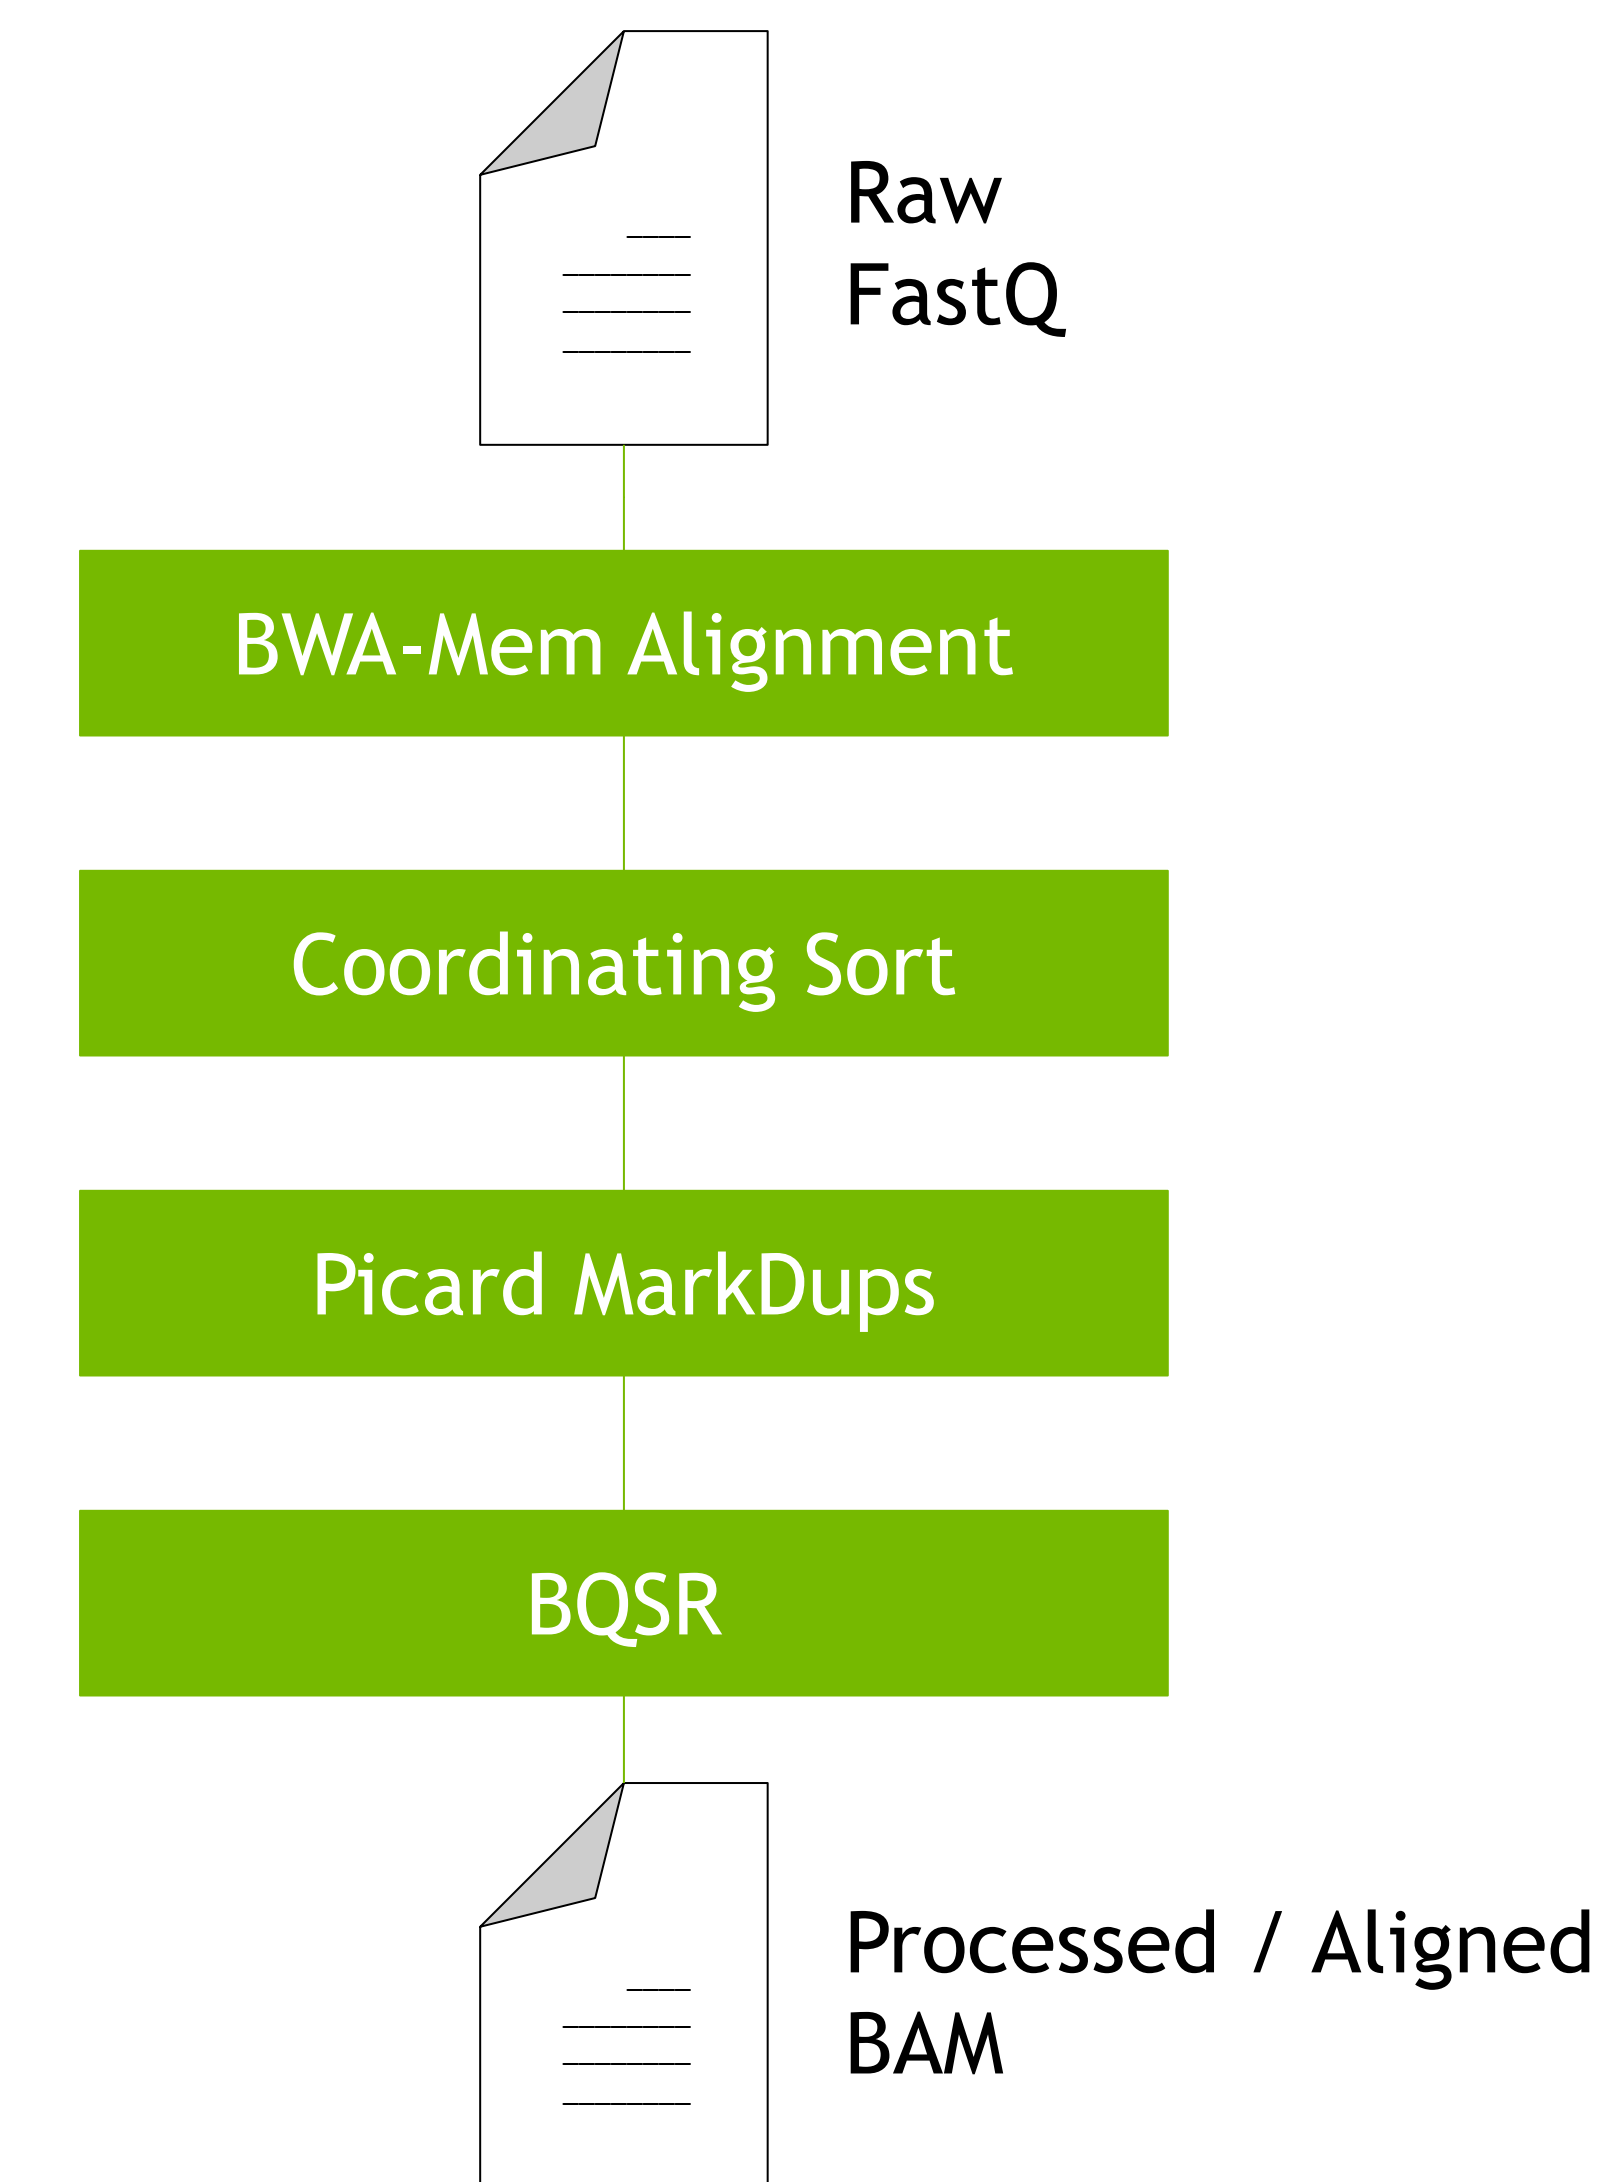 Raw
FastQ
BWA-Mem Alignment
Coordinating Sort
Picard MarkDups
BQSR
Processed / Aligned
BAM